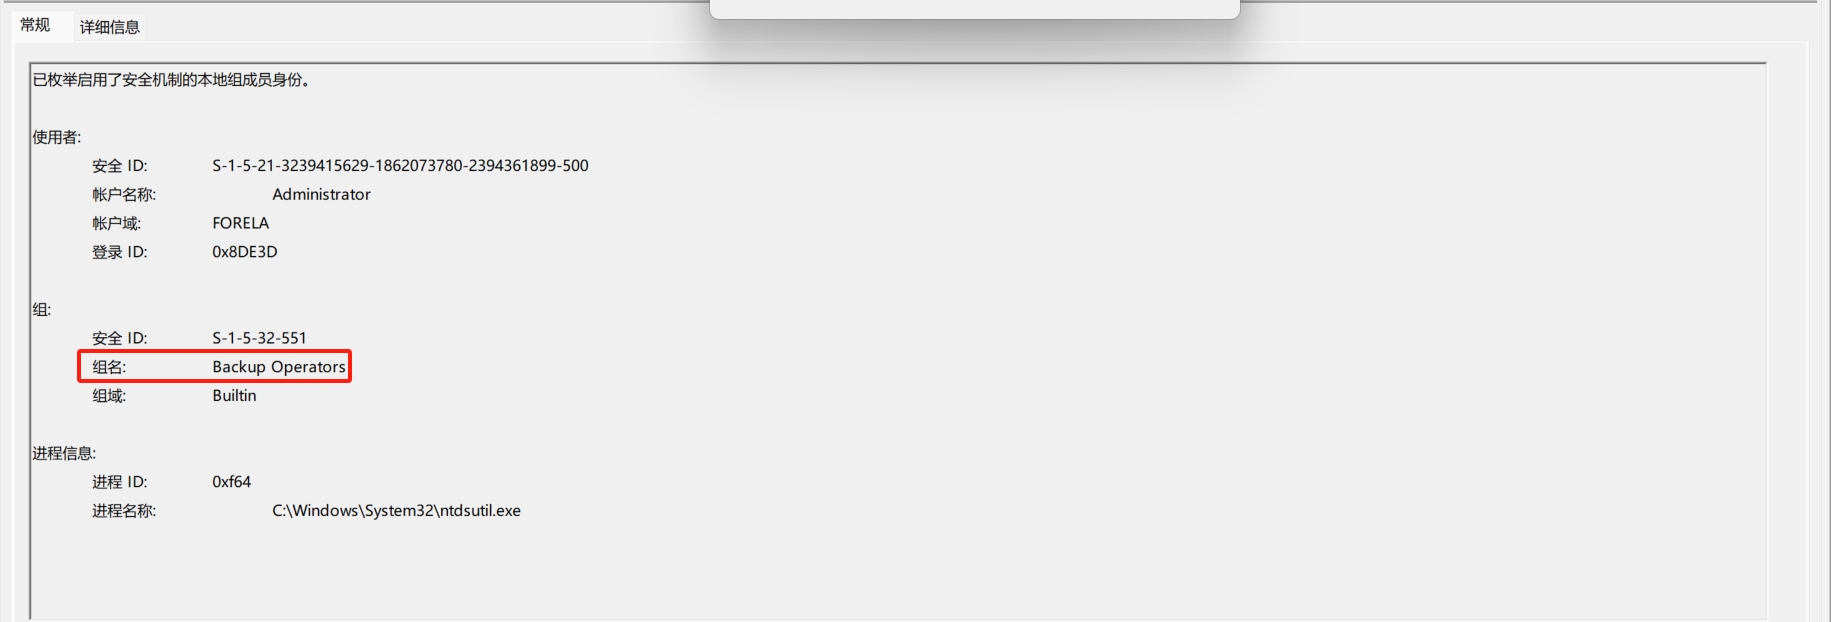 常规 详细信息
已枚举启用了安全机制的本地组成员身份。
使用者:
安全 ID: S-1-5-21-3239415629-1862073780-2394361899-500
帐户名称: Administrator
帐户域: FORELA
登录 ID: 0x8DE3D
组:
安全 ID: S-1-5-32-551
组名: Backup Operators
组域: Builtin
进程信息:
进程 ID: 0xf64
进程名称: C:\Windows\System32\ntdsutil.exe